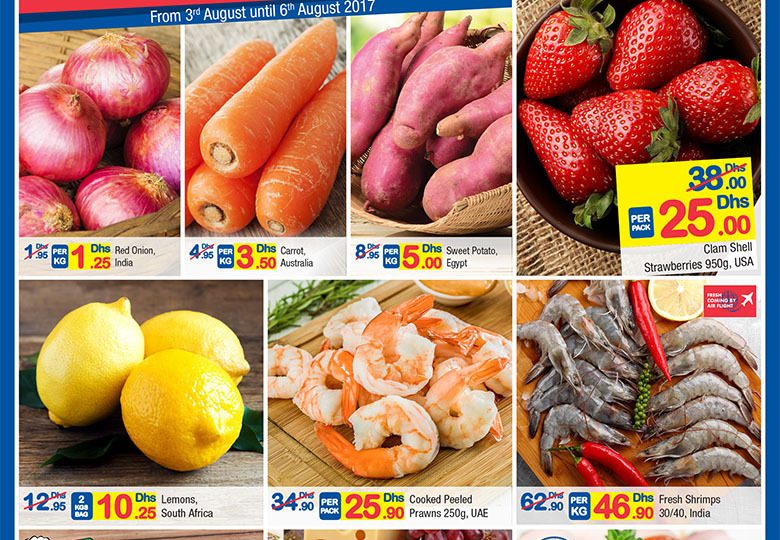 From 3rd August until 6th August 2017
1.95 Dhs PER KG 1.25 Dhs Red Onion, India
4.95 Dhs PER KG 3.50 Dhs Carrot, Australia
8.95 Dhs PER KG 5.00 Dhs Sweet Potato, Egypt
38.00 Dhs
PER PACK 25.00 Dhs
Clam Shell
Strawberries 950g, USA
FRESH
COMING BY
AIR FLIGHT
12.95 Dhs 2 KGS BAG 10.25 Dhs Lemons, South Africa
34.90 Dhs PER PACK 25.90 Dhs Cooked Peeled Prawns 250g, UAE
62.90 Dhs PER KG 46.90 Dhs Fresh Shrimps 30/40, India